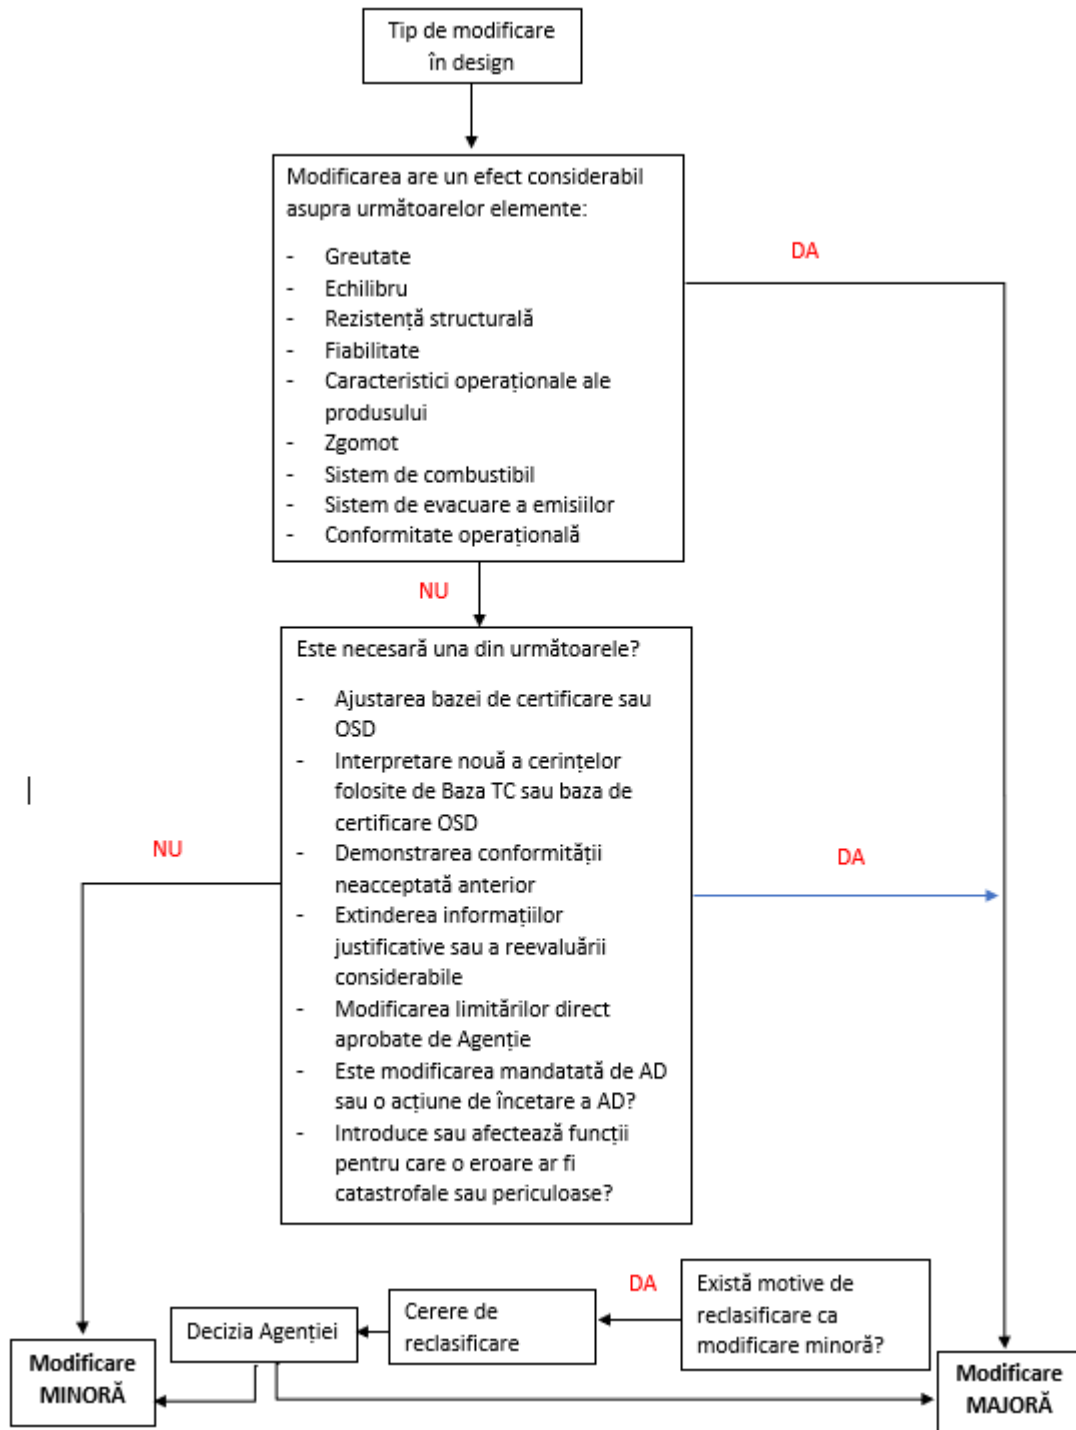 Tip de modificare
în design
Modificarea are un efect considerabil
asupra următoarelor elemente:
- Greutate
- Echilibru
- Rezistență structurală
- Fiabilitate
- Caracteristici operaționale ale
produsului
- Zgomot
- Sistem de combustibil
- Sistem de evacuare a emisiilor
- Conformitate operațională
DA
NU
Este necesară una din următoarele?
- Ajustarea bazei de certificare sau
OSD
- Interpretare nouă a cerințelor
folosite de Baza TC sau baza de
certificare OSD
- Demonstrarea conformității
neacceptată anterior
- Extinderea informațiilor
justificative sau a reevaluării
considerabile
- Modificarea limitărilor direct
aprobate de Agenție
- Este modificarea mandatată de AD
sau o acțiune de încetare a AD?
- Introduce sau afectează funcții
pentru care o eroare ar fi
catastrofale sau periculoase?
NU
DA
Există motive de
reclasificare ca
modificare minoră?
DA
Cerere de
reclasificare
Decizia Agenției
Modificare
MINORĂ
Modificare
MAJORĂ